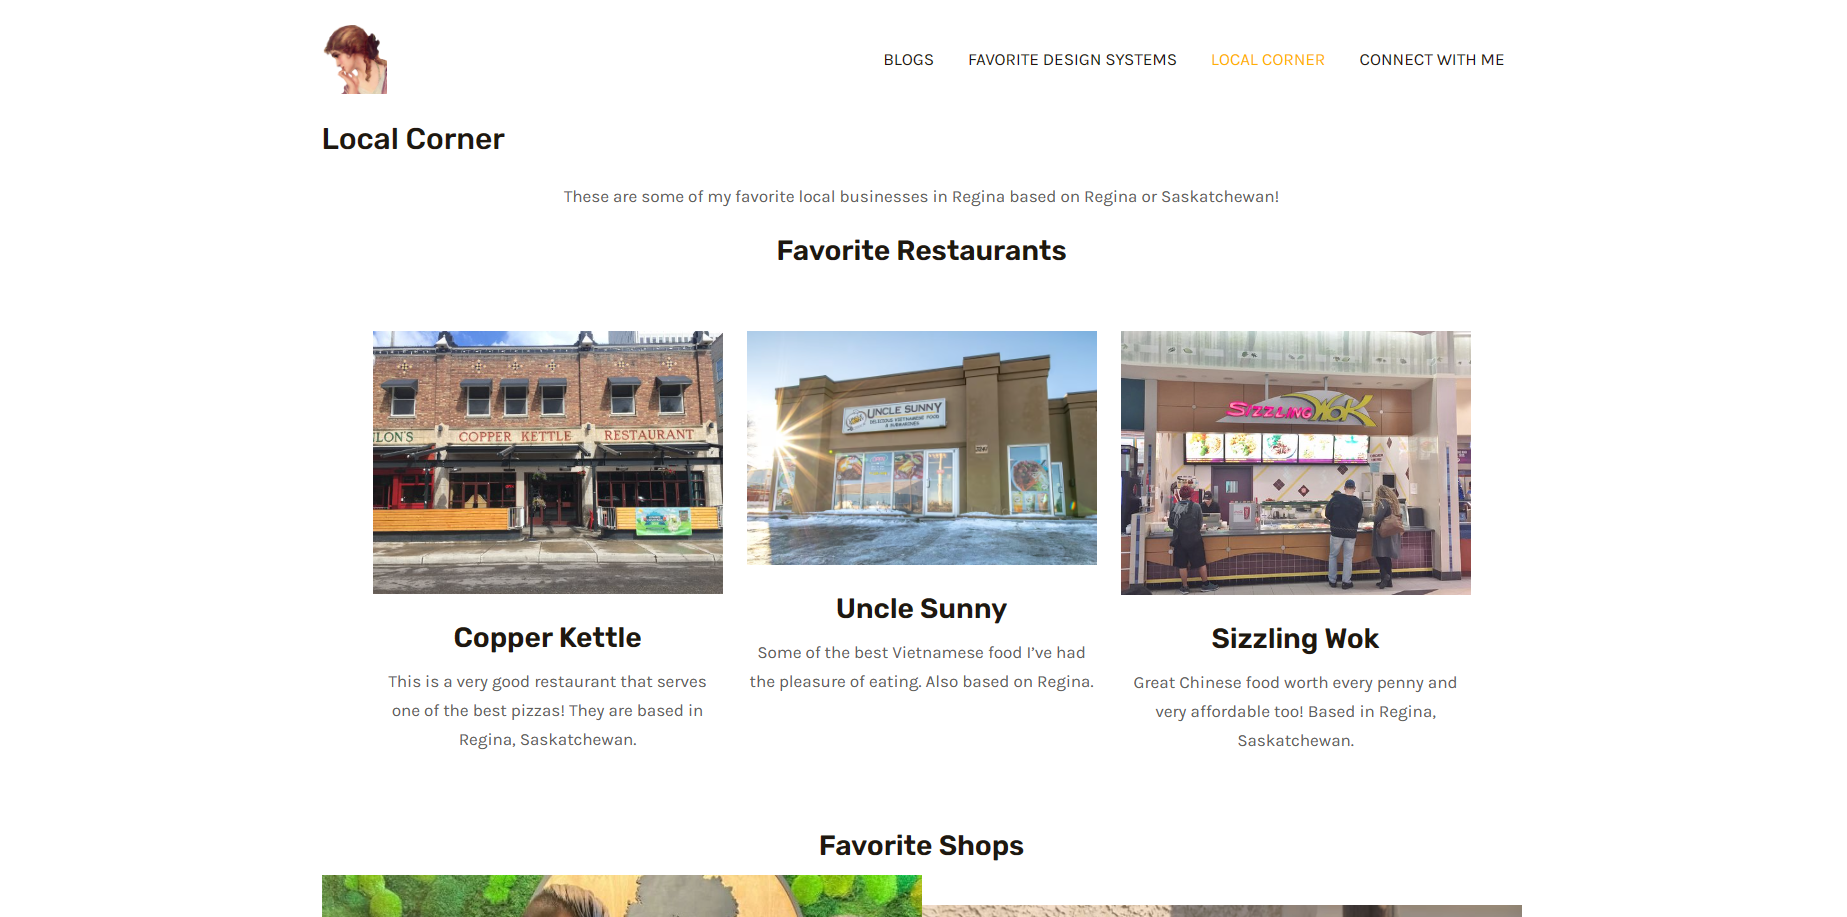 BLOGS FAVORITE DESIGN SYSTEMS LOCAL CORNER CONNECT WITH ME
Local Corner
These are some of my favorite local businesses in Regina based on Regina or Saskatchewan!
Favorite Restaurants
LON'S COPPER KETTLE RESTAURANT
UNCLE SUNNY
DELICIOUS VIETNAMESE FOOD
& SUBMARINES
SIZZLING WOK
Copper Kettle
This is a very good restaurant that serves
one of the best pizzas! They are based in
Regina, Saskatchewan.
Uncle Sunny
Some of the best Vietnamese food I’ve had
the pleasure of eating. Also based on Regina.
Sizzling Wok
Great Chinese food worth every penny and
very affordable too! Based in Regina,
Saskatchewan.
Favorite Shops